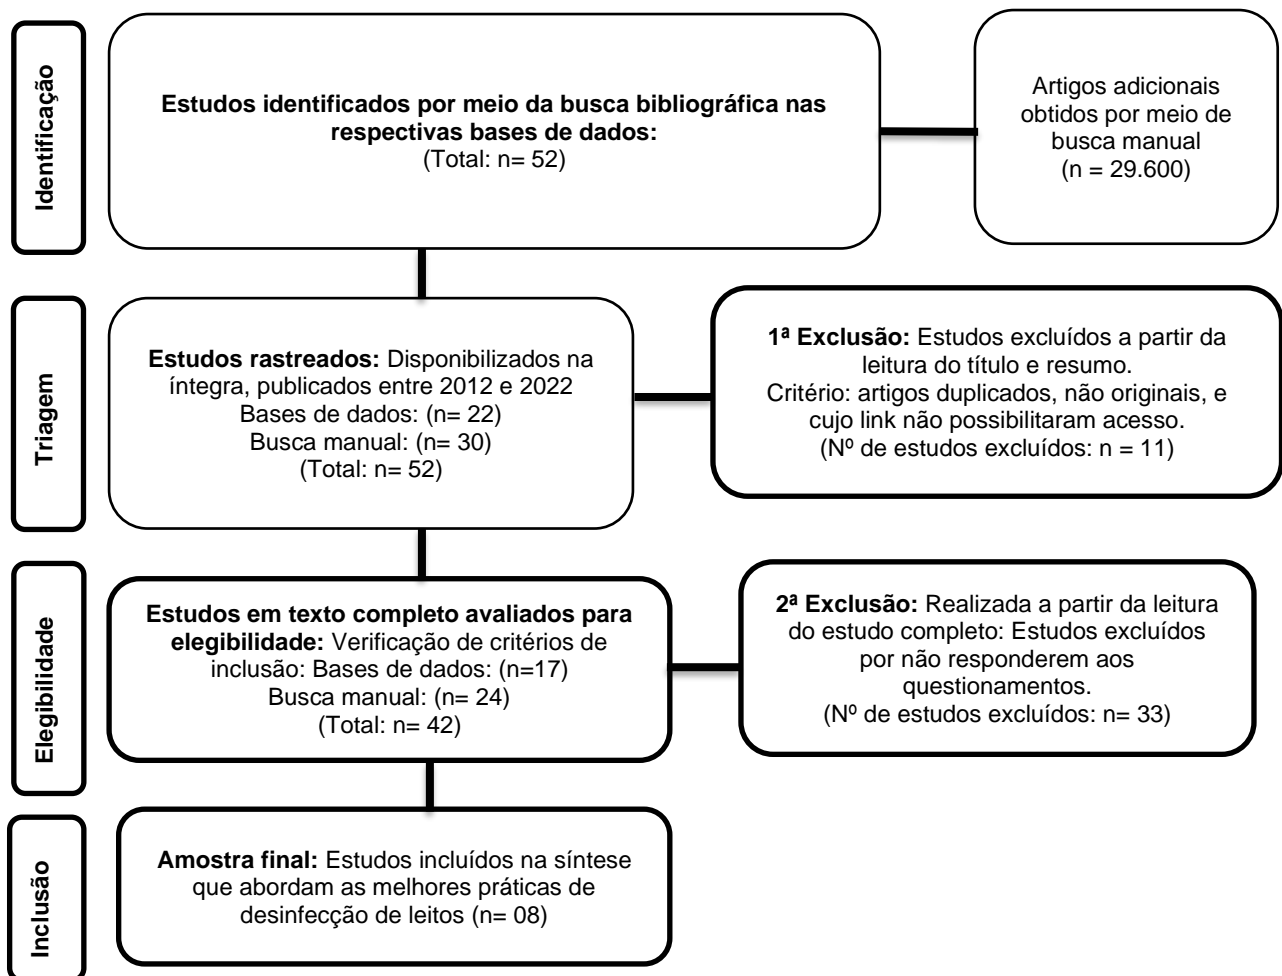 Identificação
Estudos identificados por meio da busca bibliográfica nas
respectivas bases de dados:
(Total: n= 52)
Artigos adicionais
obtidos por meio de
busca manual
(n = 29.600)
Triagem
Estudos rastreados: Disponibilizados na
íntegra, publicados entre 2012 e 2022
Bases de dados: (n= 22)
Busca manual: (n= 30)
(Total: n= 52)
1ª Exclusão: Estudos excluídos a partir da
leitura do título e resumo.
Critério: artigos duplicados, não originais, e
cujo link não possibilitaram acesso.
(Nº de estudos excluídos: n = 11)
Elegibilidade
Estudos em texto completo avaliados para
elegibilidade: Verificação de critérios de
inclusão: Bases de dados: (n=17)
Busca manual: (n= 24)
(Total: n= 42)
2ª Exclusão: Realizada a partir da leitura
do estudo completo: Estudos excluídos
por não responderem aos
questionamentos.
(Nº de estudos excluídos: n= 33)
Inclusão
Amostra final: Estudos incluídos na síntese
que abordam as melhores práticas de
desinfecção de leitos (n= 08)